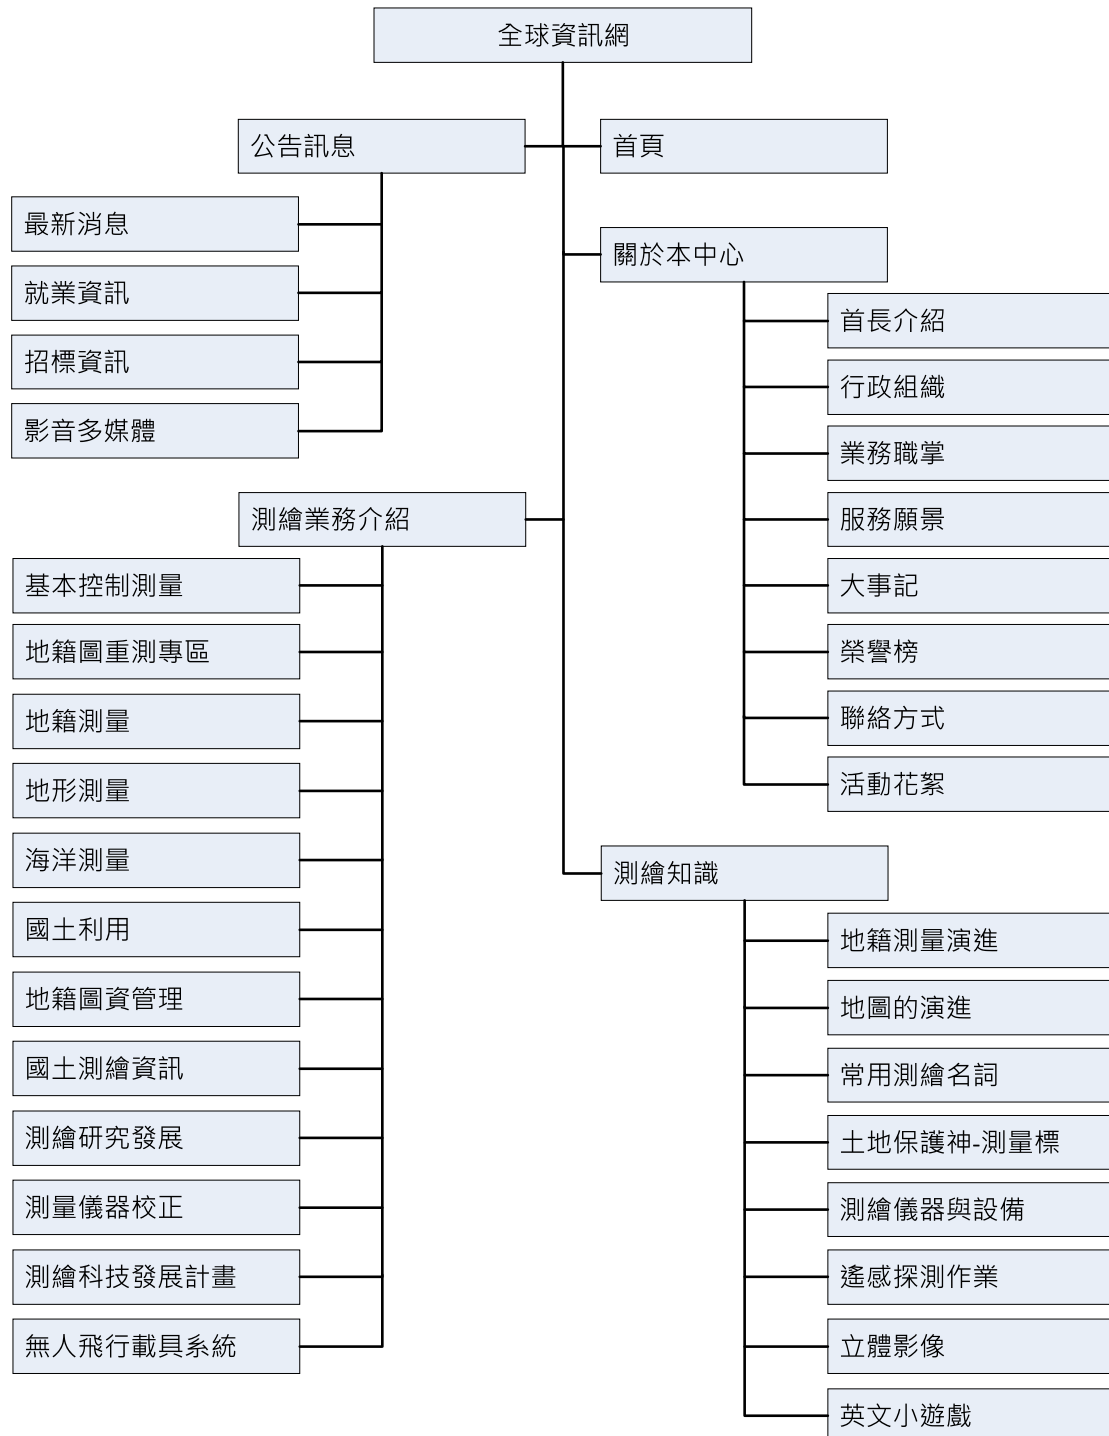 全球資訊網
公告訊息
首頁
最新消息
就業資訊
招標資訊
影音多媒體
關於本中心
首長介紹
行政組織
業務職掌
服務願景
大事記
榮譽榜
聯絡方式
活動花絮
測繪業務介紹
基本控制測量
地籍圖重測專區
地籍測量
地形測量
海洋測量
國土利用
地籍圖資管理
國土測繪資訊
測繪研究發展
測量儀器校正
測繪科技發展計畫
無人飛行載具系統
測繪知識
地籍測量演進
地圖的演進
常用測繪名詞
土地保護神-測量標
測繪儀器與設備
遙感探測作業
立體影像
英文小遊戲